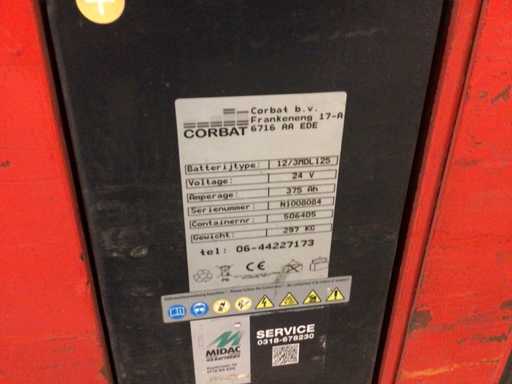 Corbat b.v.
Frankeneng 17-A
6716 AA EDE
CORBAT
Batterijtype: 12/3MDL125
Voltage: 24 V
Amperage: 375 Ah
Serienummer: N1008084
Containernr: 506405
Gewicht: 297 KG
tel: 06-44227173
CE
SERVICE
0318-678230
MIDAC